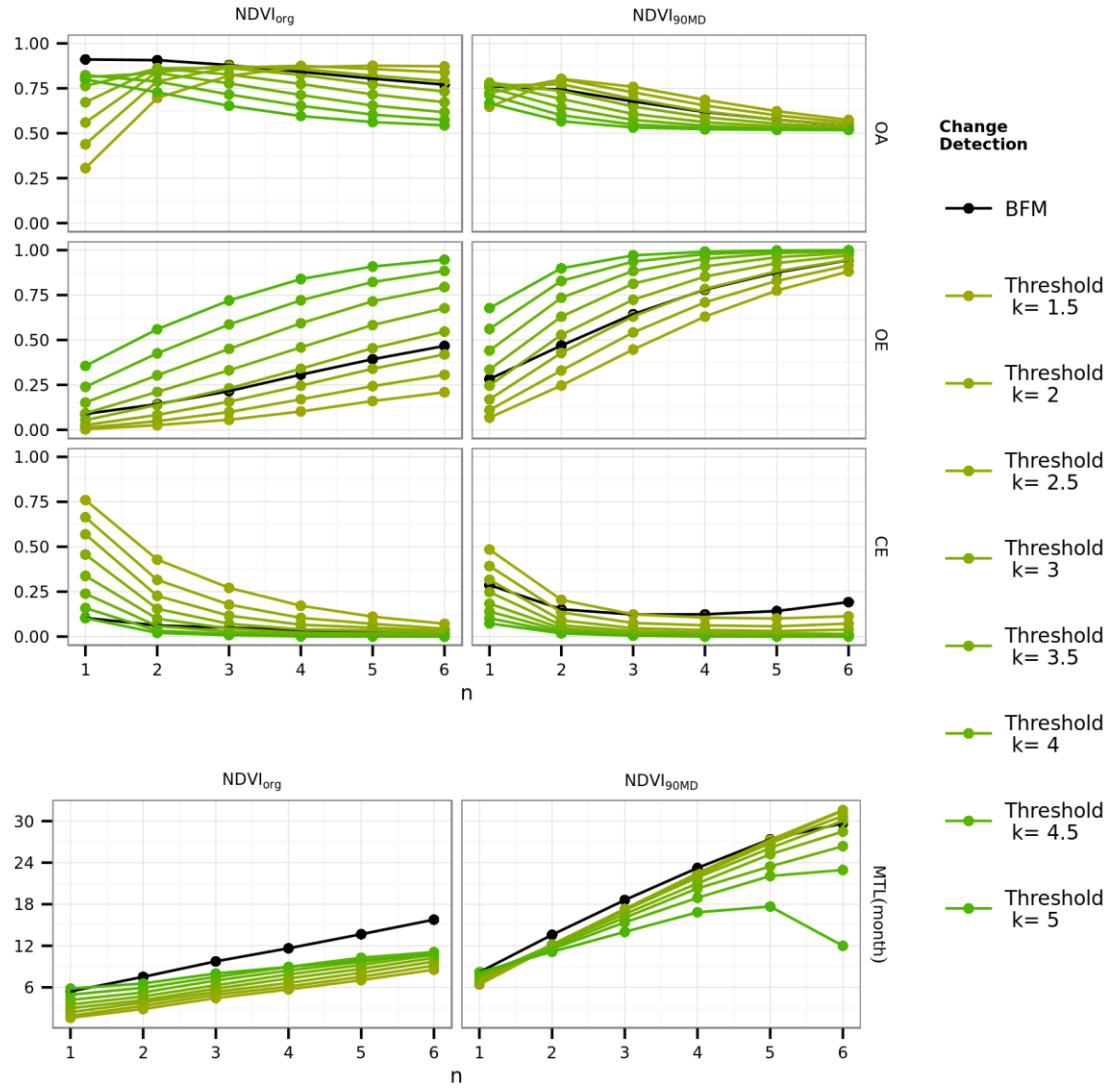 NDVIorg NDVI90MD
1.00
0.75
0.50
0.25
0.00
OA
1.00
0.75
0.50
0.25
0.00
OE
1.00
0.75
0.50
0.25
0.00
CE
1 2 3 4 5 6 1 2 3 4 5 6
n
NDVIorg NDVI90MD
30
24
18
12
6
MTL(month)
1 2 3 4 5 6 1 2 3 4 5 6
n
Change
Detection
BFM
Threshold
k= 1.5
Threshold
k= 2
Threshold
k= 2.5
Threshold
k= 3
Threshold
k= 3.5
Threshold
k= 4
Threshold
k= 4.5
Threshold
k= 5